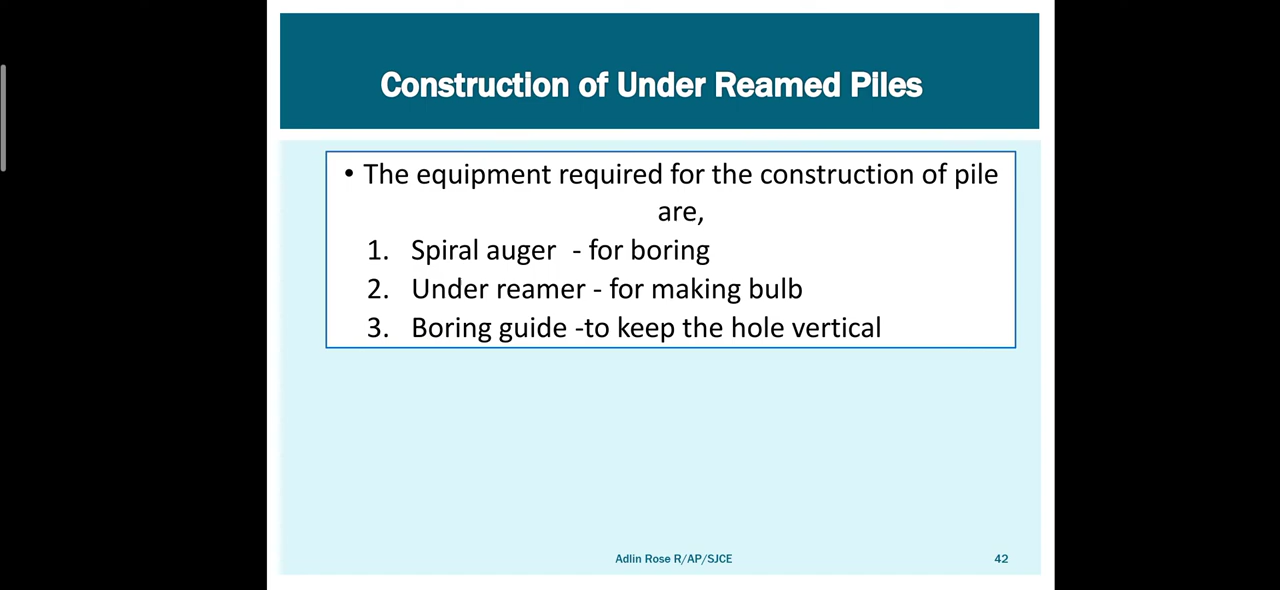 Construction of Under Reamed Piles
• The equipment required for the construction of pile
are,
1. Spiral auger - for boring
2. Under reamer - for making bulb
3. Boring guide -to keep the hole vertical
Adlin Rose R/AP/SJCE
42